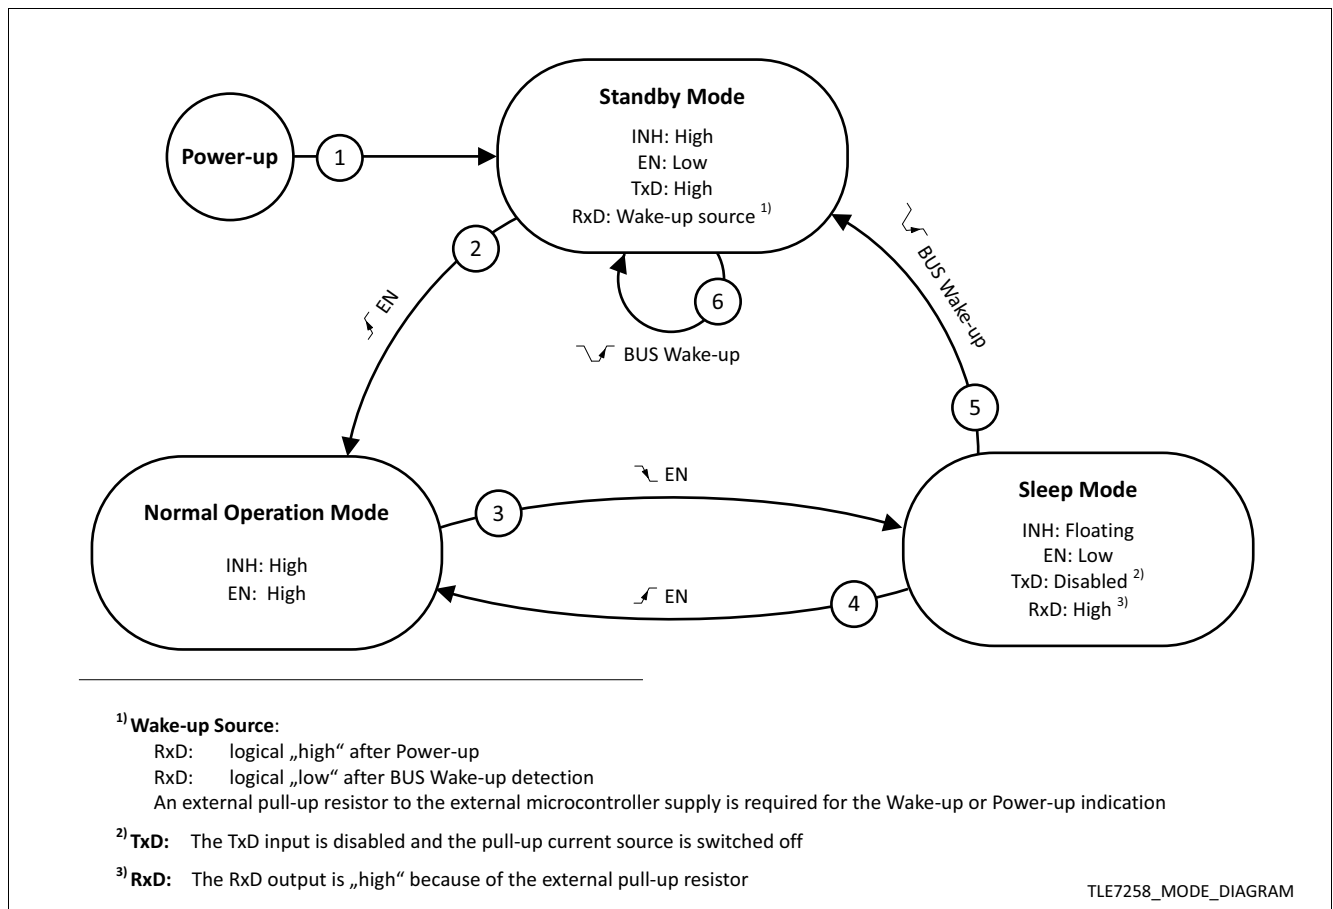 Power-up
1
Standby Mode
INH: High
EN: Low
TxD: High
RxD: Wake-up source 1)
2
EN
6
BUS Wake-up
BUS Wake-up
5
Normal Operation Mode
INH: High
EN: High
3
EN
4
EN
Sleep Mode
INH: Floating
EN: Low
TxD: Disabled 2)
RxD: High 3)
1) Wake-up Source:
RxD: logical „high“ after Power-up
RxD: logical „low“ after BUS Wake-up detection
An external pull-up resistor to the external microcontroller supply is required for the Wake-up or Power-up indication
2) TxD: The TxD input is disabled and the pull-up current source is switched off
3) RxD: The RxD output is „high“ because of the external pull-up resistor
TLE7258_MODE_DIAGRAM